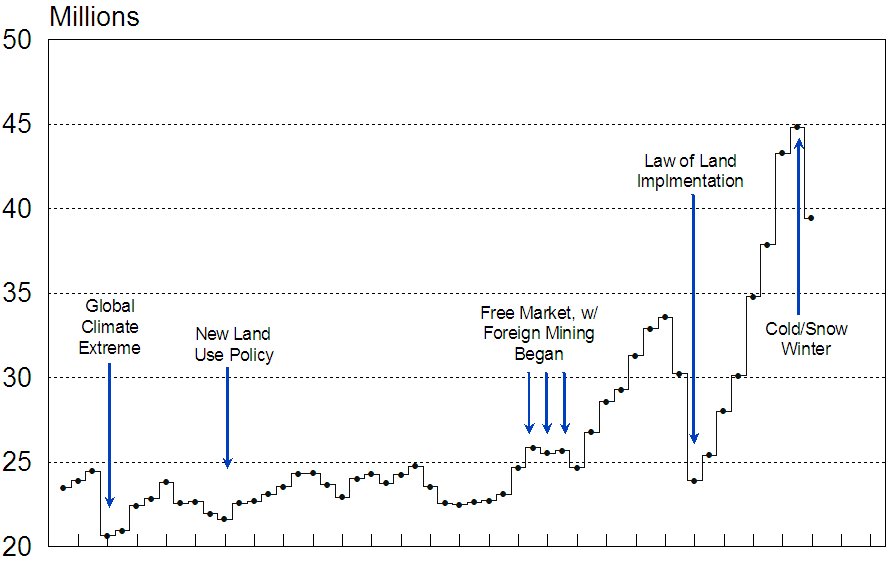 Millions
50
45
40
35
30
25
20
Global
Climate
Extreme
New Land
Use Policy
Free Market, w/
Foreign Mining
Began
Law of Land
Implmentation
Cold/Snow
Winter